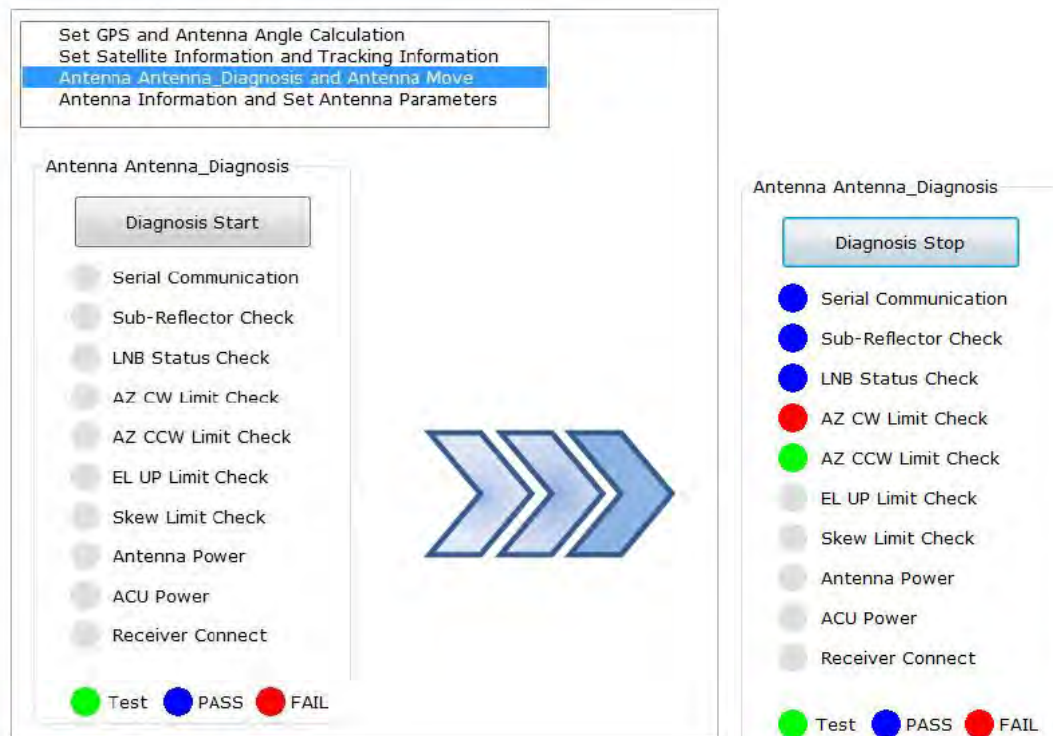 Set GPS and Antenna Angle Calculation
Set Satellite Information and Tracking Information
Antenna Antenna_Diagnosis and Antenna Move
Antenna Information and Set Antenna Parameters
Antenna Antenna_Diagnosis
Diagnosis Start
Serial Communication
Sub-Reflector Check
LNB Status Check
AZ CW Limit Check
AZ CCW Limit Check
EL UP Limit Check
Skew Limit Check
Antenna Power
ACU Power
Receiver Connect
Test PASS FAIL
Antenna Antenna_Diagnosis
Diagnosis Stop
Serial Communication
Sub-Reflector Check
LNB Status Check
AZ CW Limit Check
AZ CCW Limit Check
EL UP Limit Check
Skew Limit Check
Antenna Power
ACU Power
Receiver Connect
Test PASS FAIL